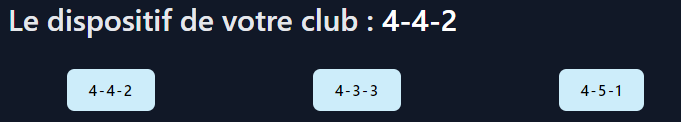 Le dispositif de votre club : 4-4-2
4-4-2 4-3-3 4-5-1